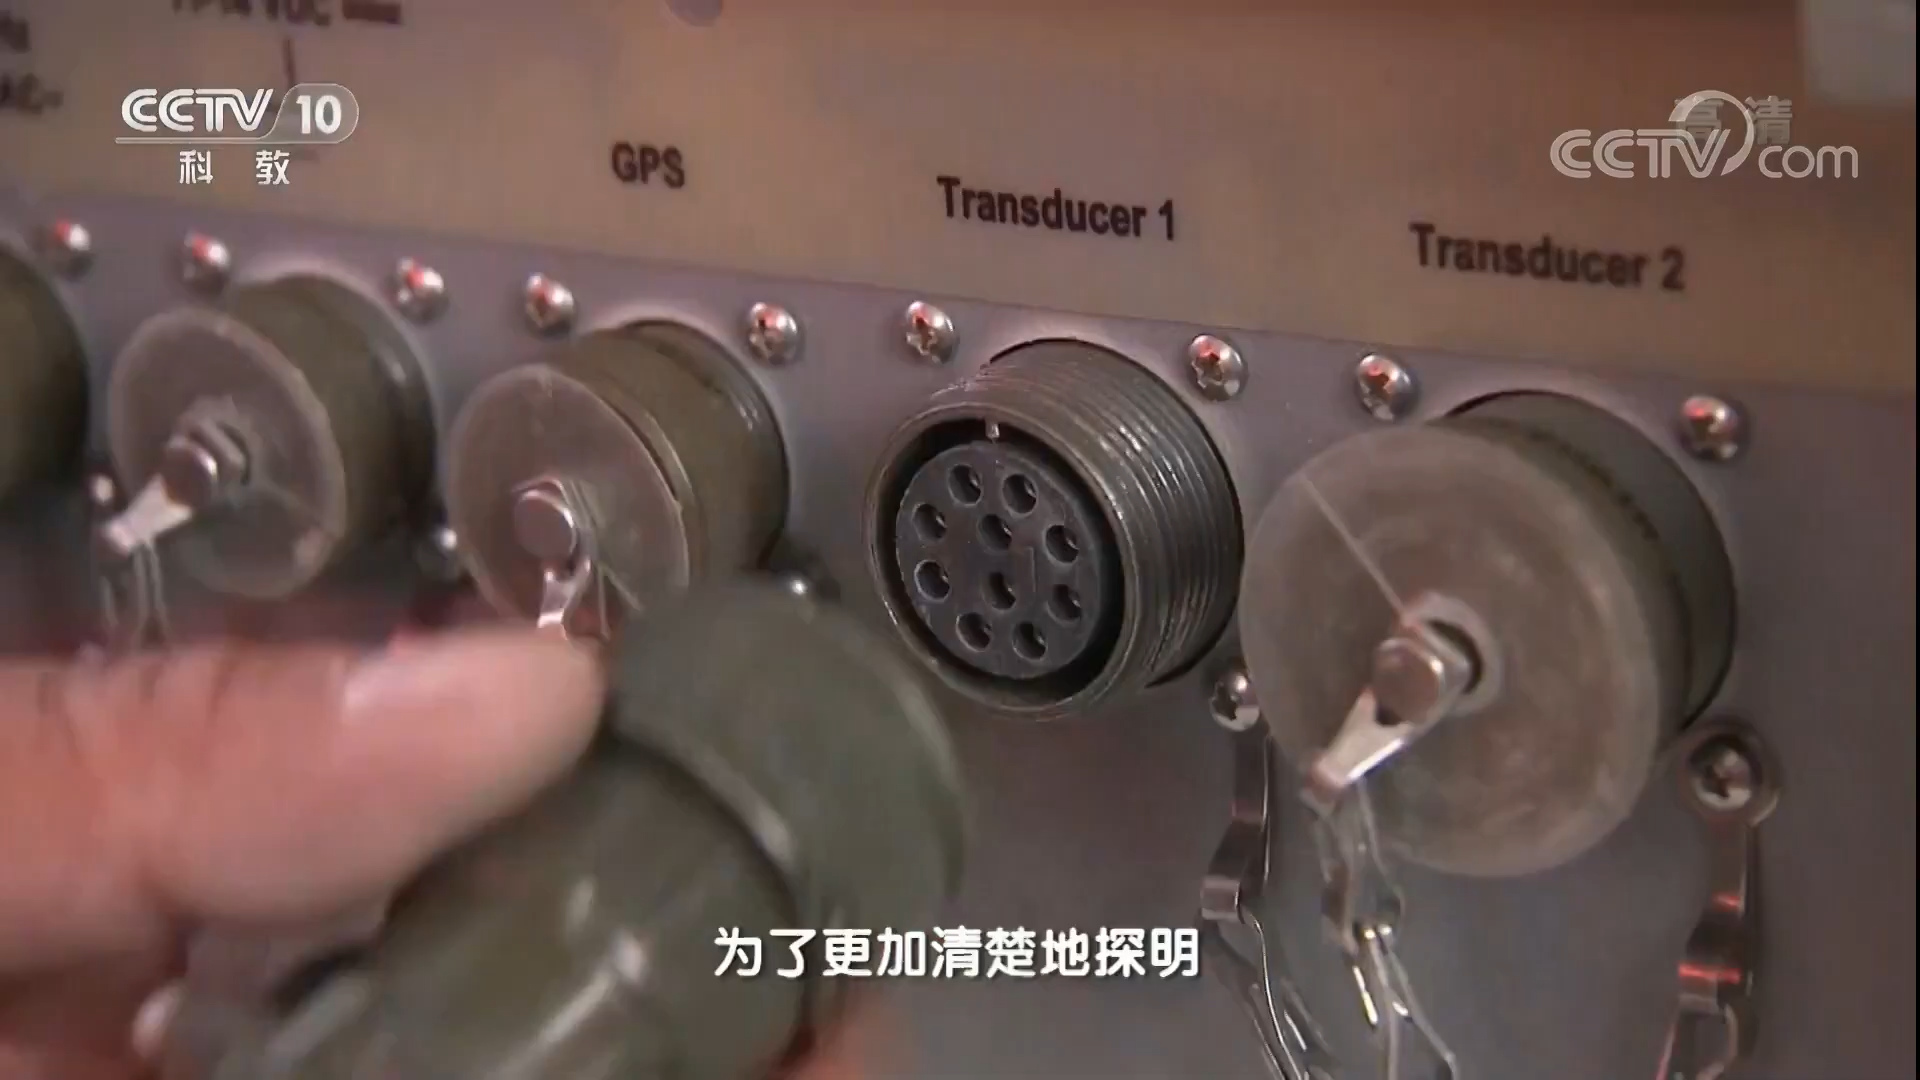 CCTV 10
科教
高清
CCTV com
GPS
Transducer 1
Transducer 2
为了更加清楚地探明